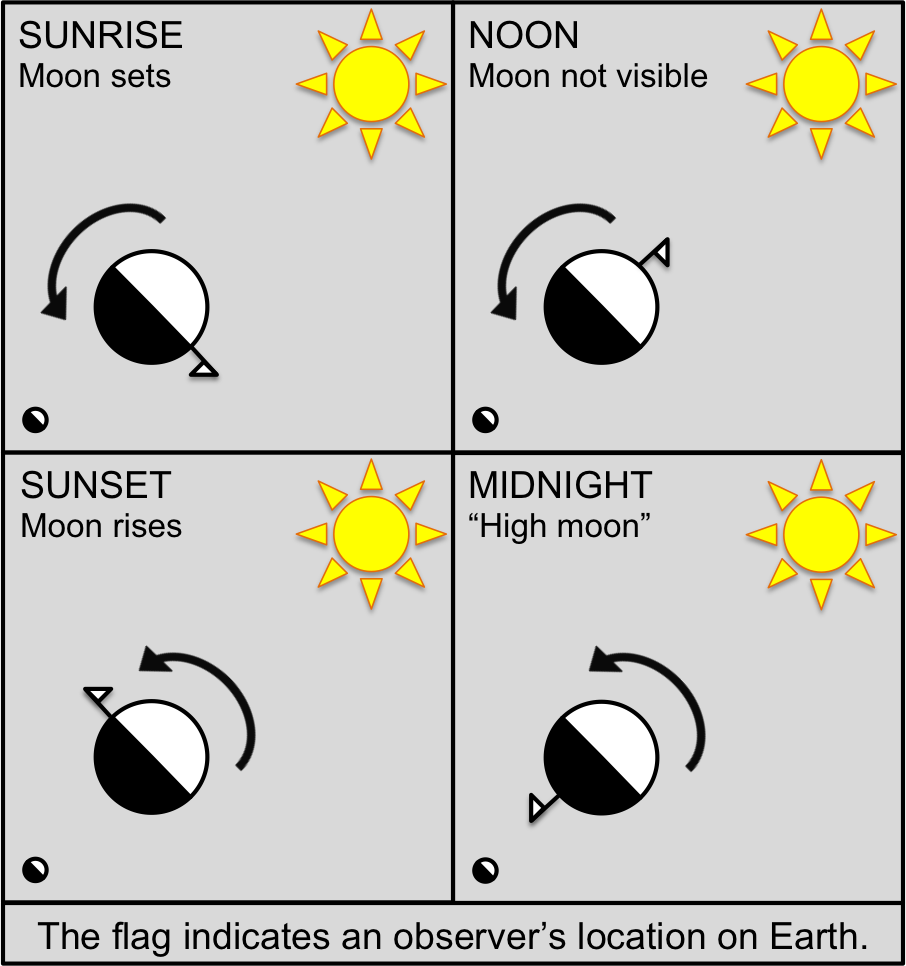 SUNRISE
Moon sets
NOON
Moon not visible
SUNSET
Moon rises
MIDNIGHT
“High moon”
The flag indicates an observer’s location on Earth.